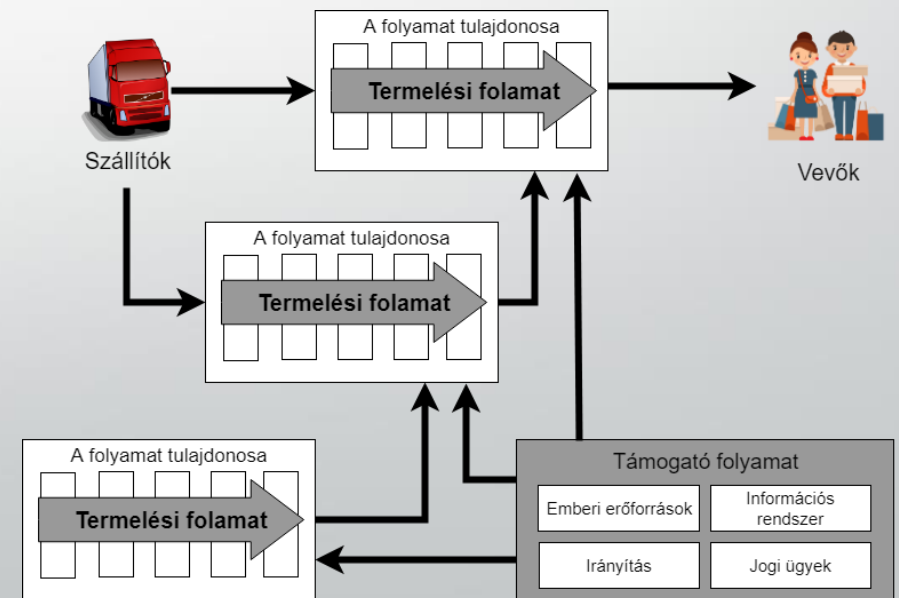 A folyamat tulajdonosa
Termelési folamat
Szállítók
Vevők
A folyamat tulajdonosa
Termelési folamat
A folyamat tulajdonosa
Termelési folamat
Támogató folyamat
Emberi erőforrások
Információs
rendszer
Irányítás
Jogi ügyek